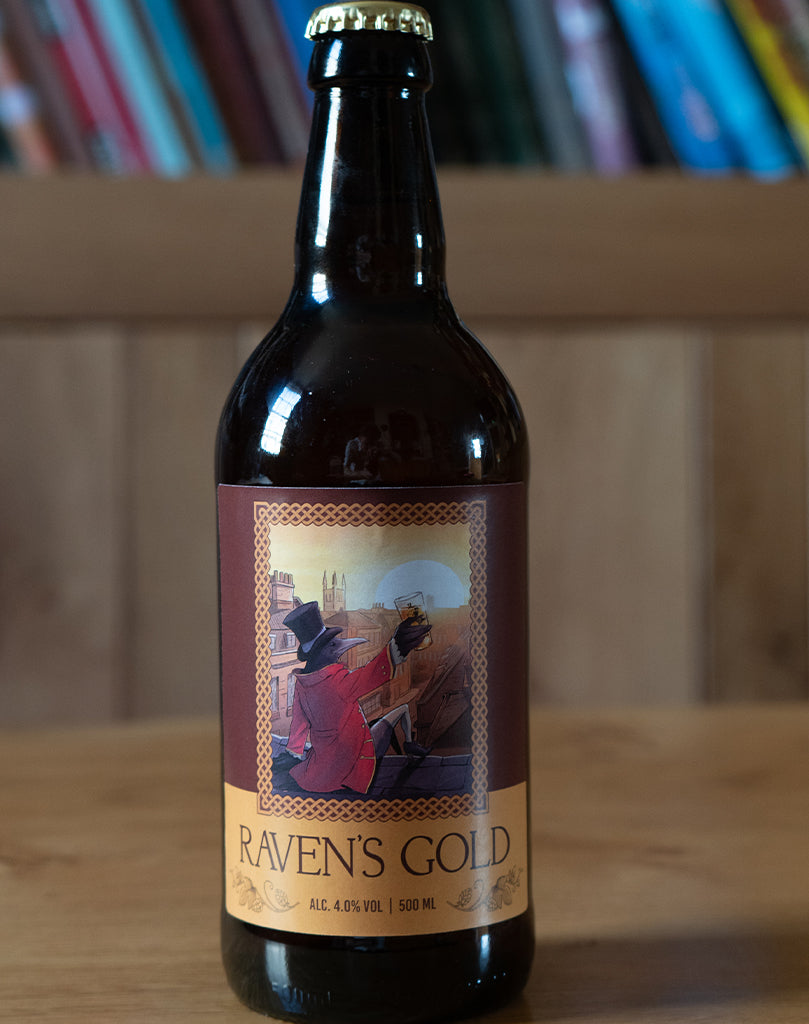 RAVEN'S GOLD
ALC. 4.0% VOL | 500 ML